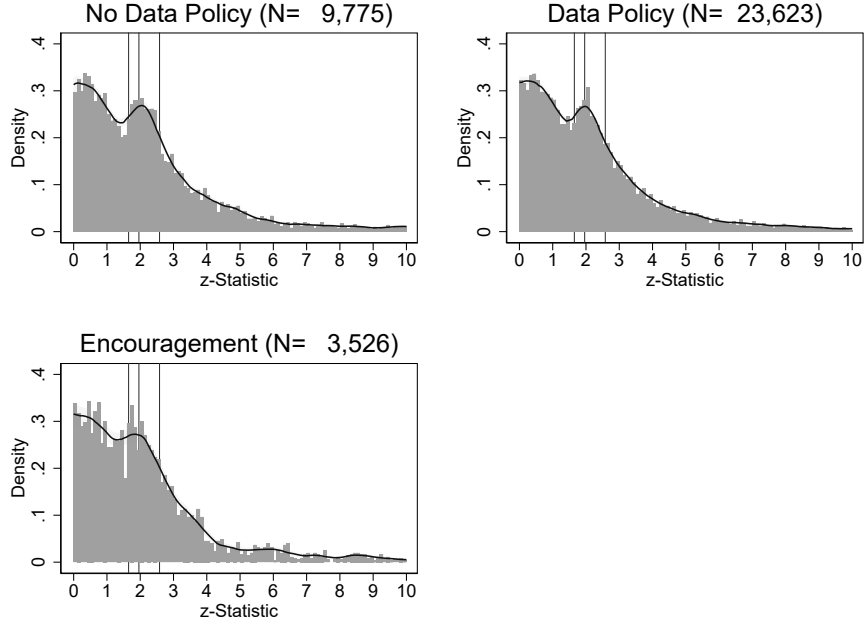 No Data Policy (N= 9,775)
.4
.3
.2
.1
0
Density
0 1 2 3 4 5 6 7 8 9 10
z-Statistic
Data Policy (N= 23,623)
.4
.3
.2
.1
0
Density
0 1 2 3 4 5 6 7 8 9 10
z-Statistic
Encouragement (N= 3,526)
.4
.3
.2
.1
0
Density
0 1 2 3 4 5 6 7 8 9 10
z-Statistic